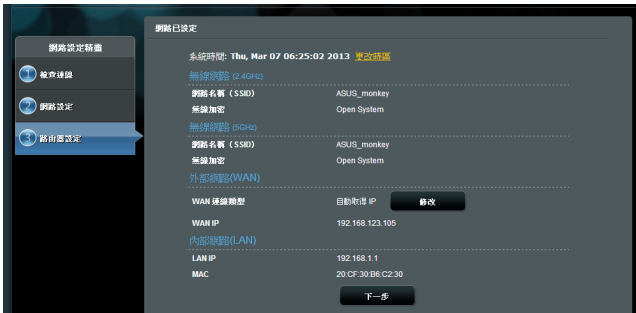 網路已設定
網路設定精靈
1 檢查連線
2 網路設定
3 路由器設定
系統時間: Thu, Mar 07 06:25:02 2013 更改時區
無線網路 (2.4GHz)
網路名稱（SSID） ASUS_monkey
無線加密 Open System
無線網路 (5GHz)
網路名稱（SSID） ASUS_monkey
無線加密 Open System
外部網路(WAN)
WAN 連線類型 自動取得 IP 修改
WAN IP 192.168.123.105
內部網路(LAN)
LAN IP 192.168.1.1
MAC 20:CF:30:B6:C2:30
下一步